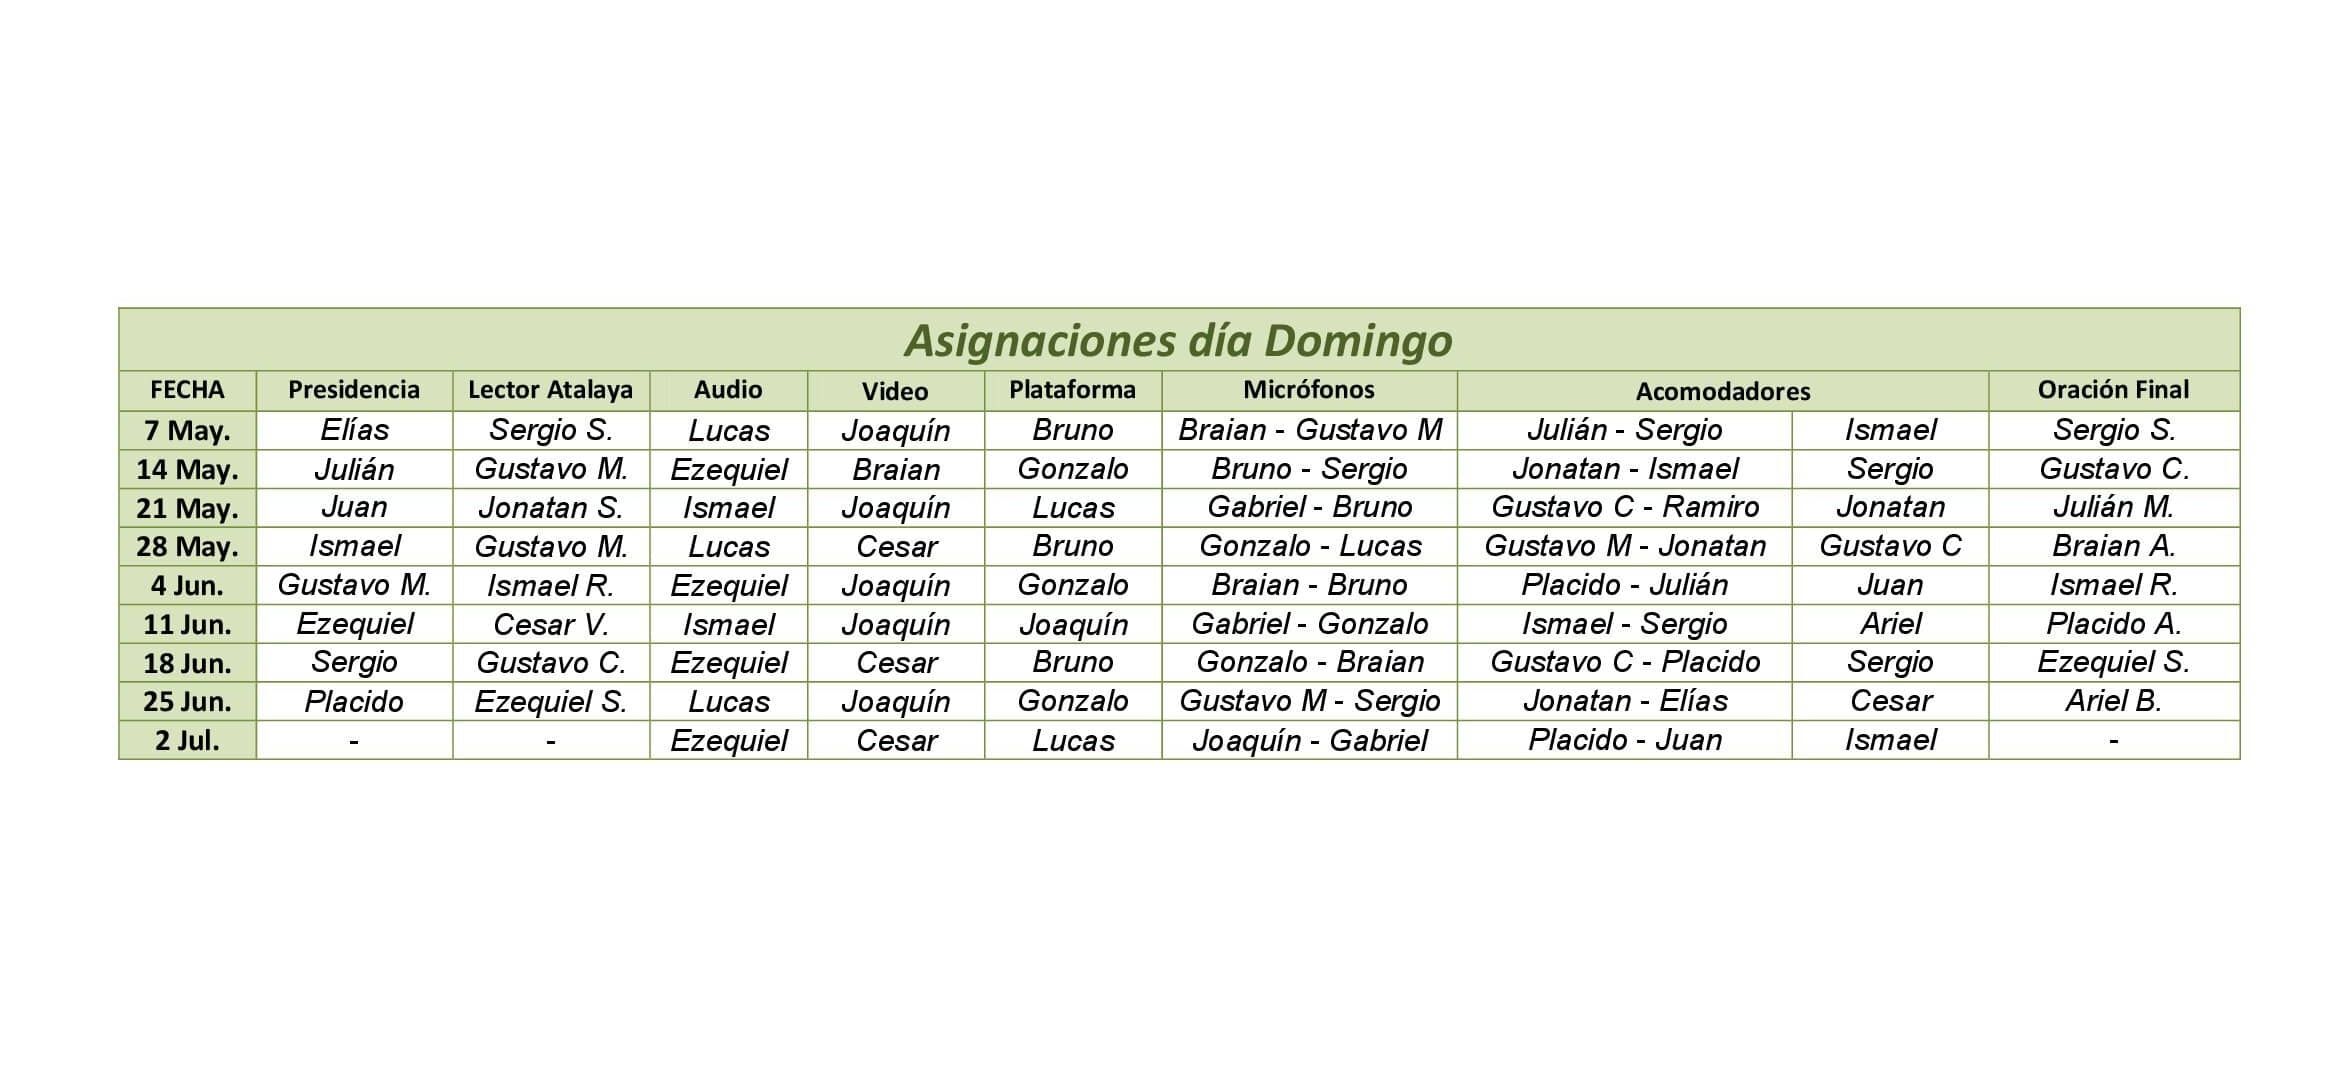 Asignaciones día Domingo
FECHA Presidencia Lector Atalaya Audio Video Plataforma Micrófonos Acomodadores Oración Final
7 May. Elías Sergio S. Lucas Joaquín Bruno Braian - Gustavo M Julián - Sergio Ismael Sergio S.
14 May. Julián Gustavo M. Ezequiel Braian Gonzalo Bruno - Sergio Jonatan - Ismael Sergio Gustavo C.
21 May. Juan Jonatan S. Ismael Joaquín Lucas Gabriel - Bruno Gustavo C - Ramiro Jonatan Julián M.
28 May. Ismael Gustavo M. Lucas Cesar Bruno Gonzalo - Lucas Gustavo M - Jonatan Gustavo C Braian A.
4 Jun. Gustavo M. Ismael R. Ezequiel Joaquín Gonzalo Braian - Bruno Placido - Julián Juan Ismael R.
11 Jun. Ezequiel Cesar V. Ismael Joaquín Joaquín Gabriel - Gonzalo Ismael - Sergio Ariel Placido A.
18 Jun. Sergio Gustavo C. Ezequiel Cesar Bruno Gonzalo - Braian Gustavo C - Placido Sergio Ezequiel S.
25 Jun. Placido Ezequiel S. Lucas Joaquín Gonzalo Gustavo M - Sergio Jonatan - Elías Cesar Ariel B.
2 Jul. - - Ezequiel Cesar Lucas Joaquín - Gabriel Placido - Juan Ismael -